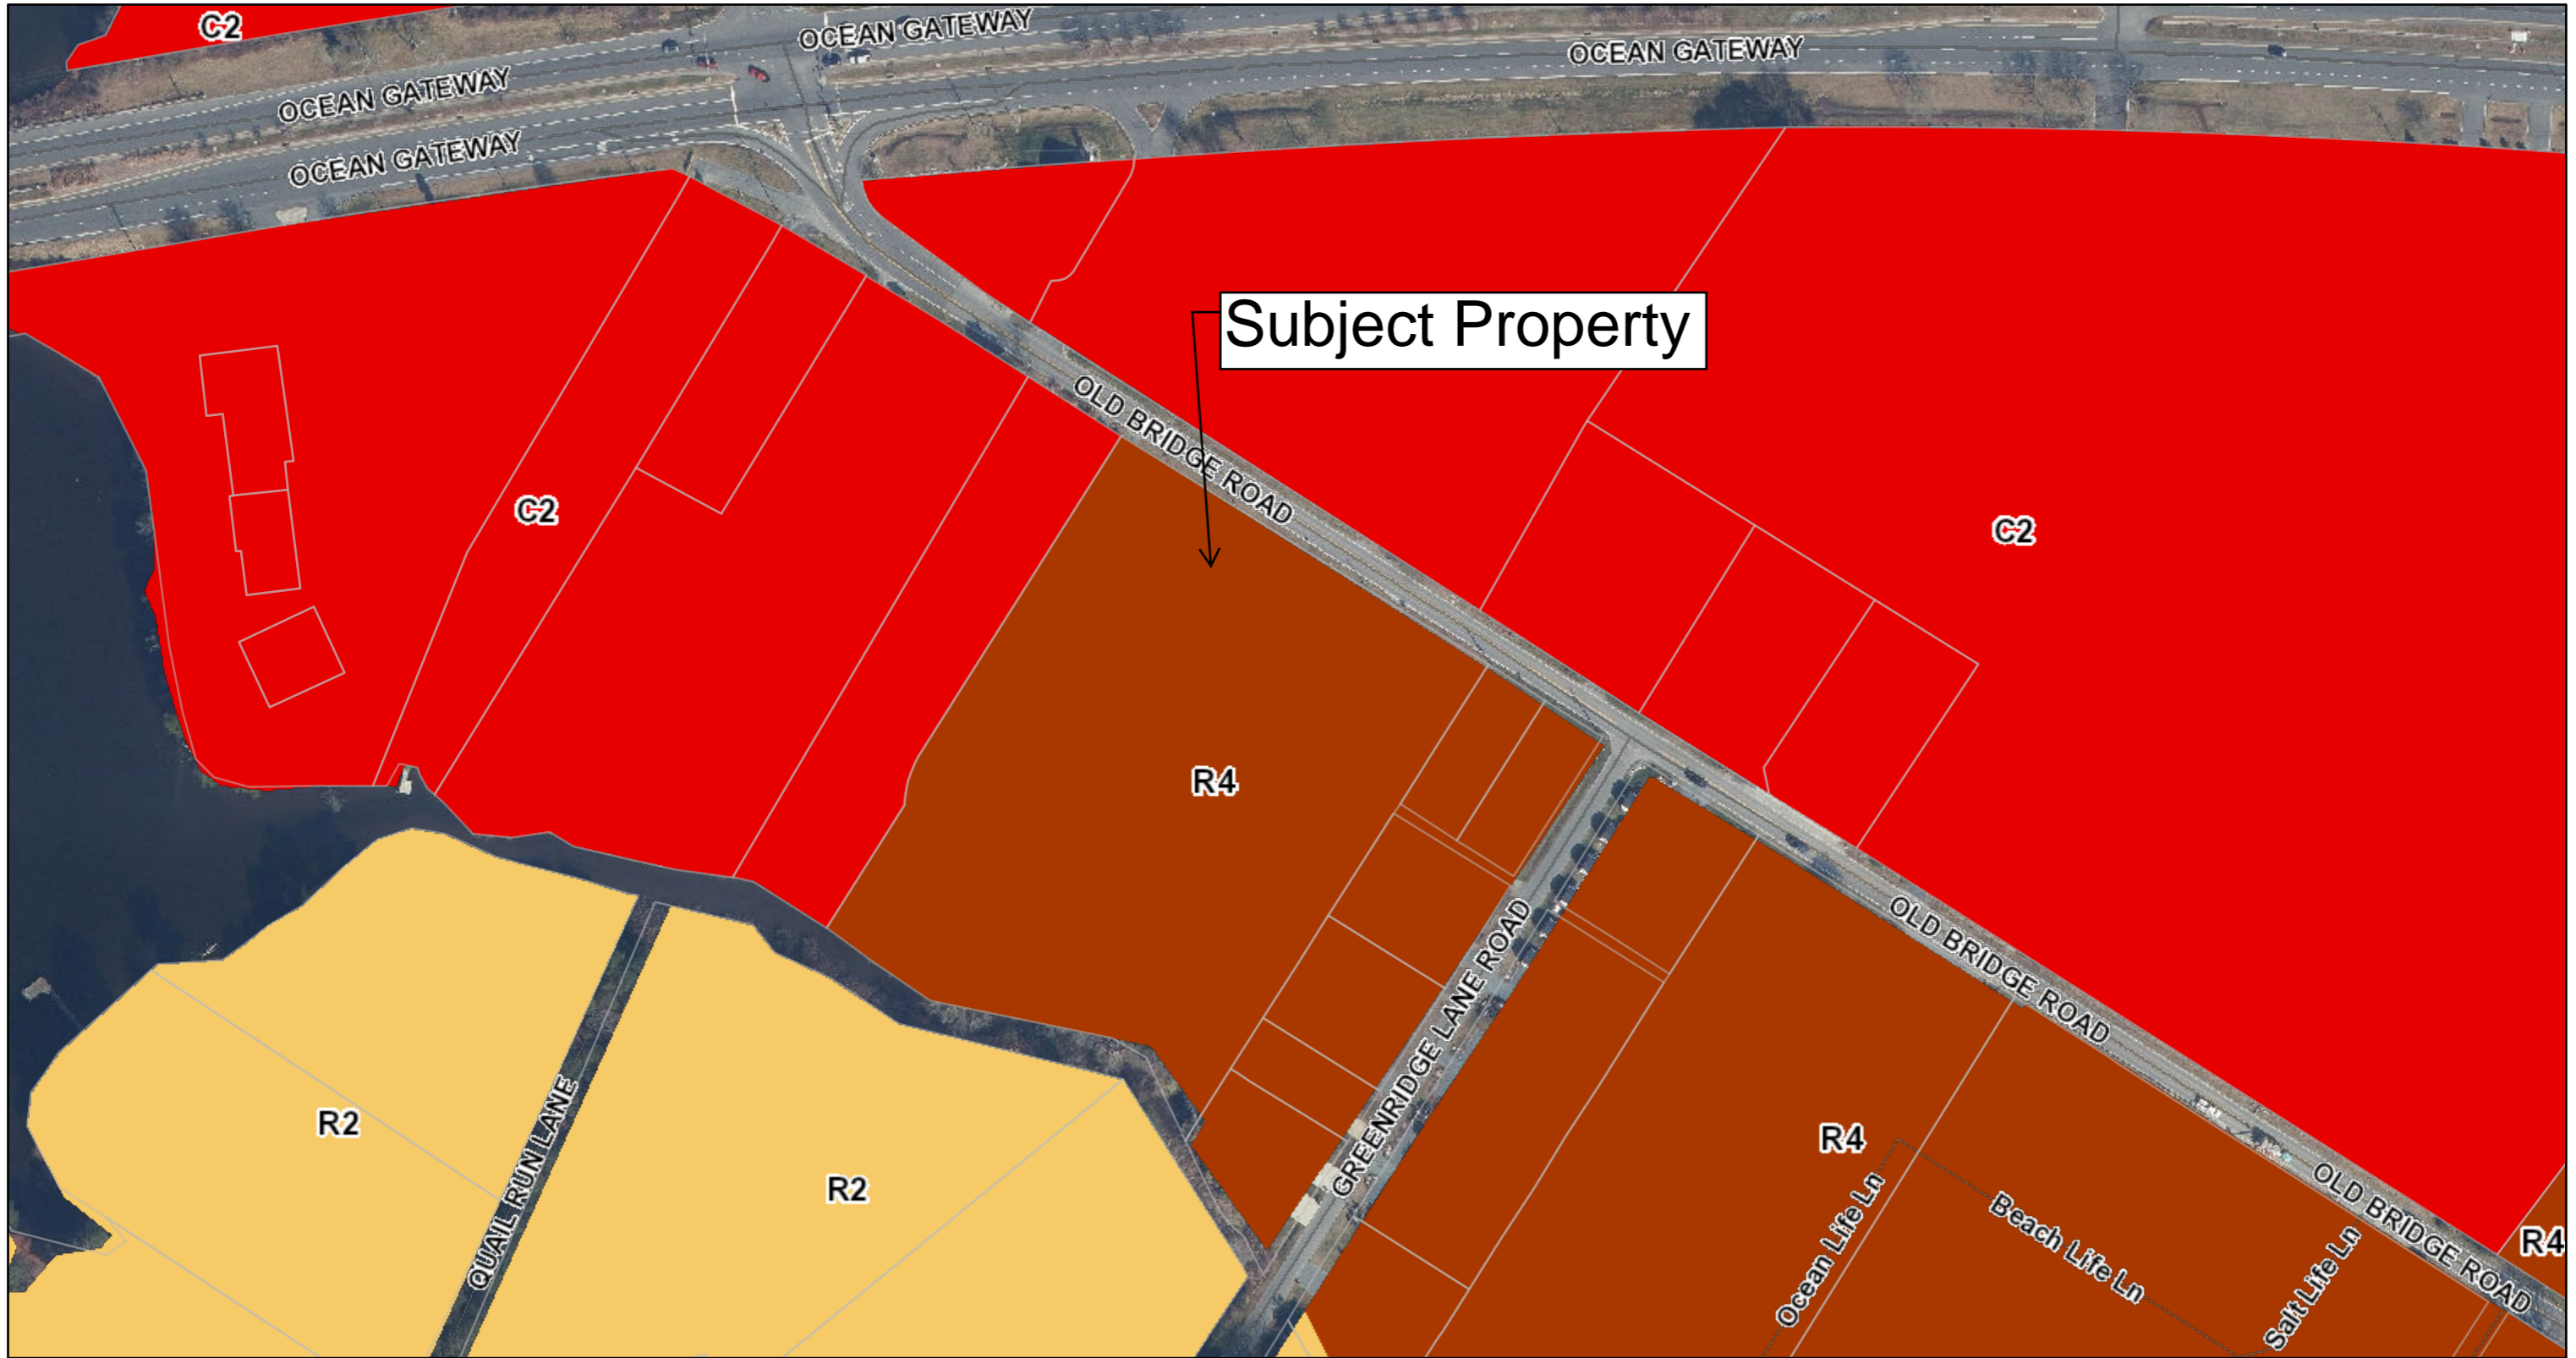 C2
OCEAN GATEWAY
OCEAN GATEWAY
OCEAN GATEWAY
OCEAN GATEWAY
Subject Property
OLD BRIDGE ROAD
C2
C2
R4
OLD BRIDGE ROAD
GREENRIDGE LANE ROAD
QUAIL RUN LANE
R2
R2
R4
Ocean Life Ln
Beach Life Ln
Salt Life Ln
OLD BRIDGE ROAD
R4